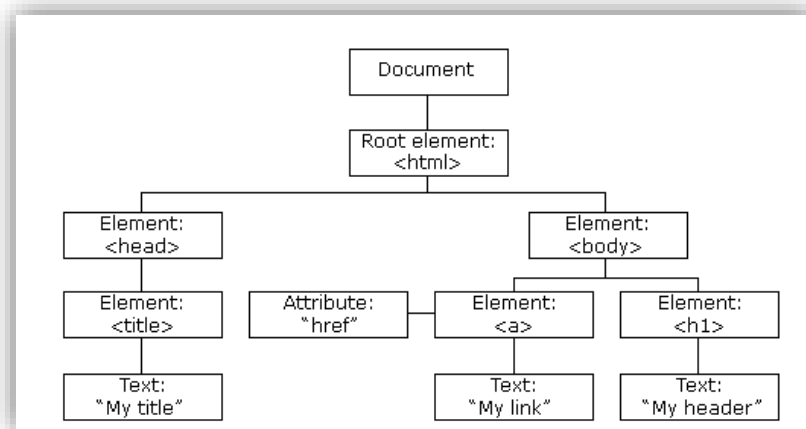 Document
Root element:
<html>
Element:
<head>
Element:
<body>
Element:
<title>
Attribute:
“href”
Element:
<a>
Element:
<h1>
Text:
“My title”
Text:
“My link”
Text:
“My header”